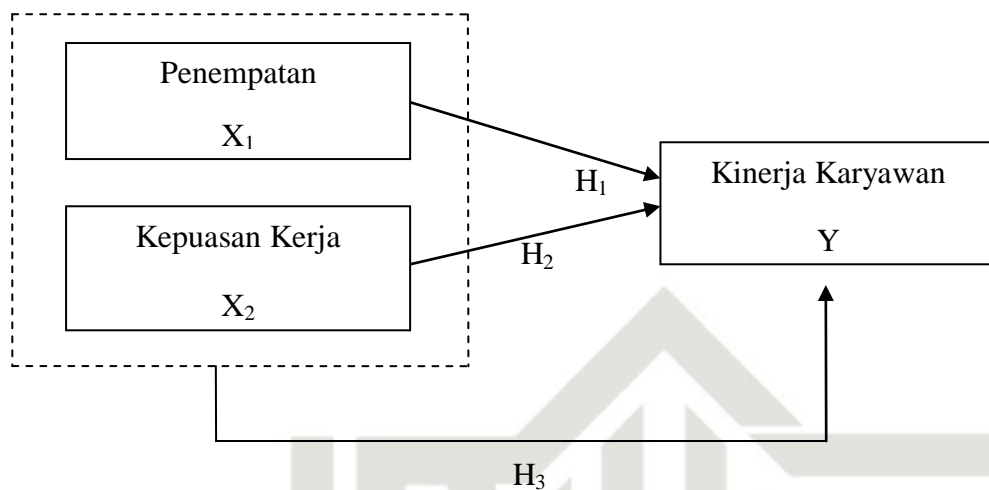 Penempatan
X₁
H₁
Kinerja Karyawan
Y
Kepuasan Kerja
X₂
H₂
H₃